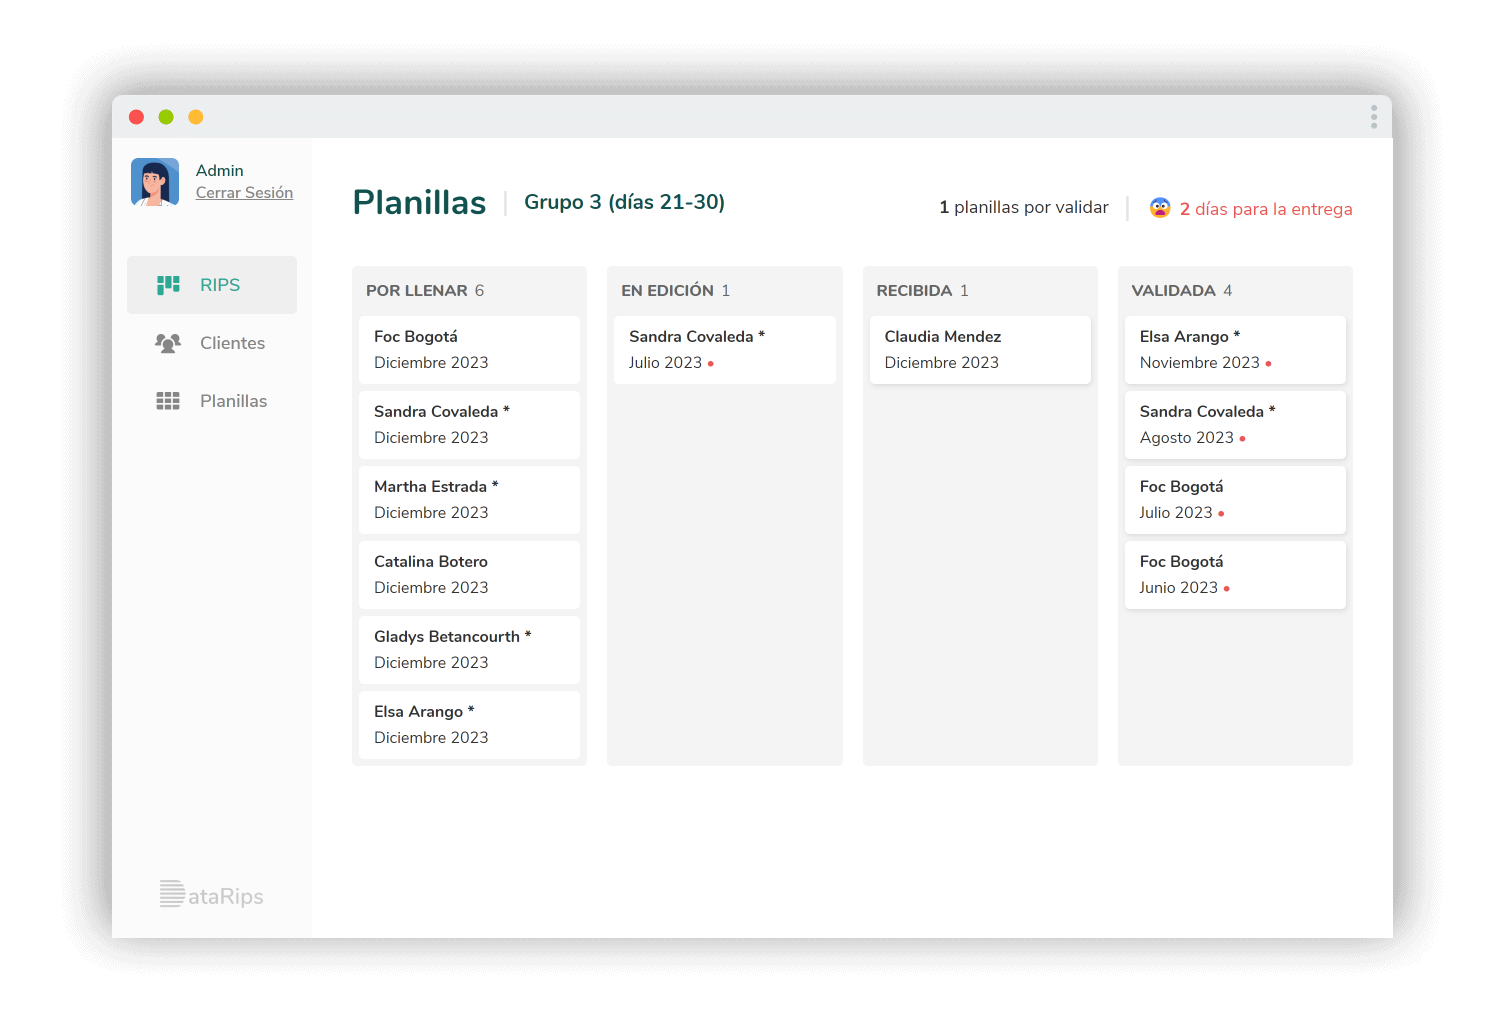 Admin
Cerrar Sesión
RIPS
Clientes
Planillas
DataRips
Planillas
Grupo 3 (días 21-30)
1 planillas por validar
2 días para la entrega
POR LLENAR 6
Foc Bogotá
Diciembre 2023
Sandra Covaleda *
Diciembre 2023
Martha Estrada *
Diciembre 2023
Catalina Botero
Diciembre 2023
Gladys Betancourth *
Diciembre 2023
Elsa Arango *
Diciembre 2023
EN EDICIÓN 1
Sandra Covaleda *
Julio 2023
RECIBIDA 1
Claudia Mendez
Diciembre 2023
VALIDADA 4
Elsa Arango *
Noviembre 2023
Sandra Covaleda *
Agosto 2023
Foc Bogotá
Julio 2023
Foc Bogotá
Junio 2023